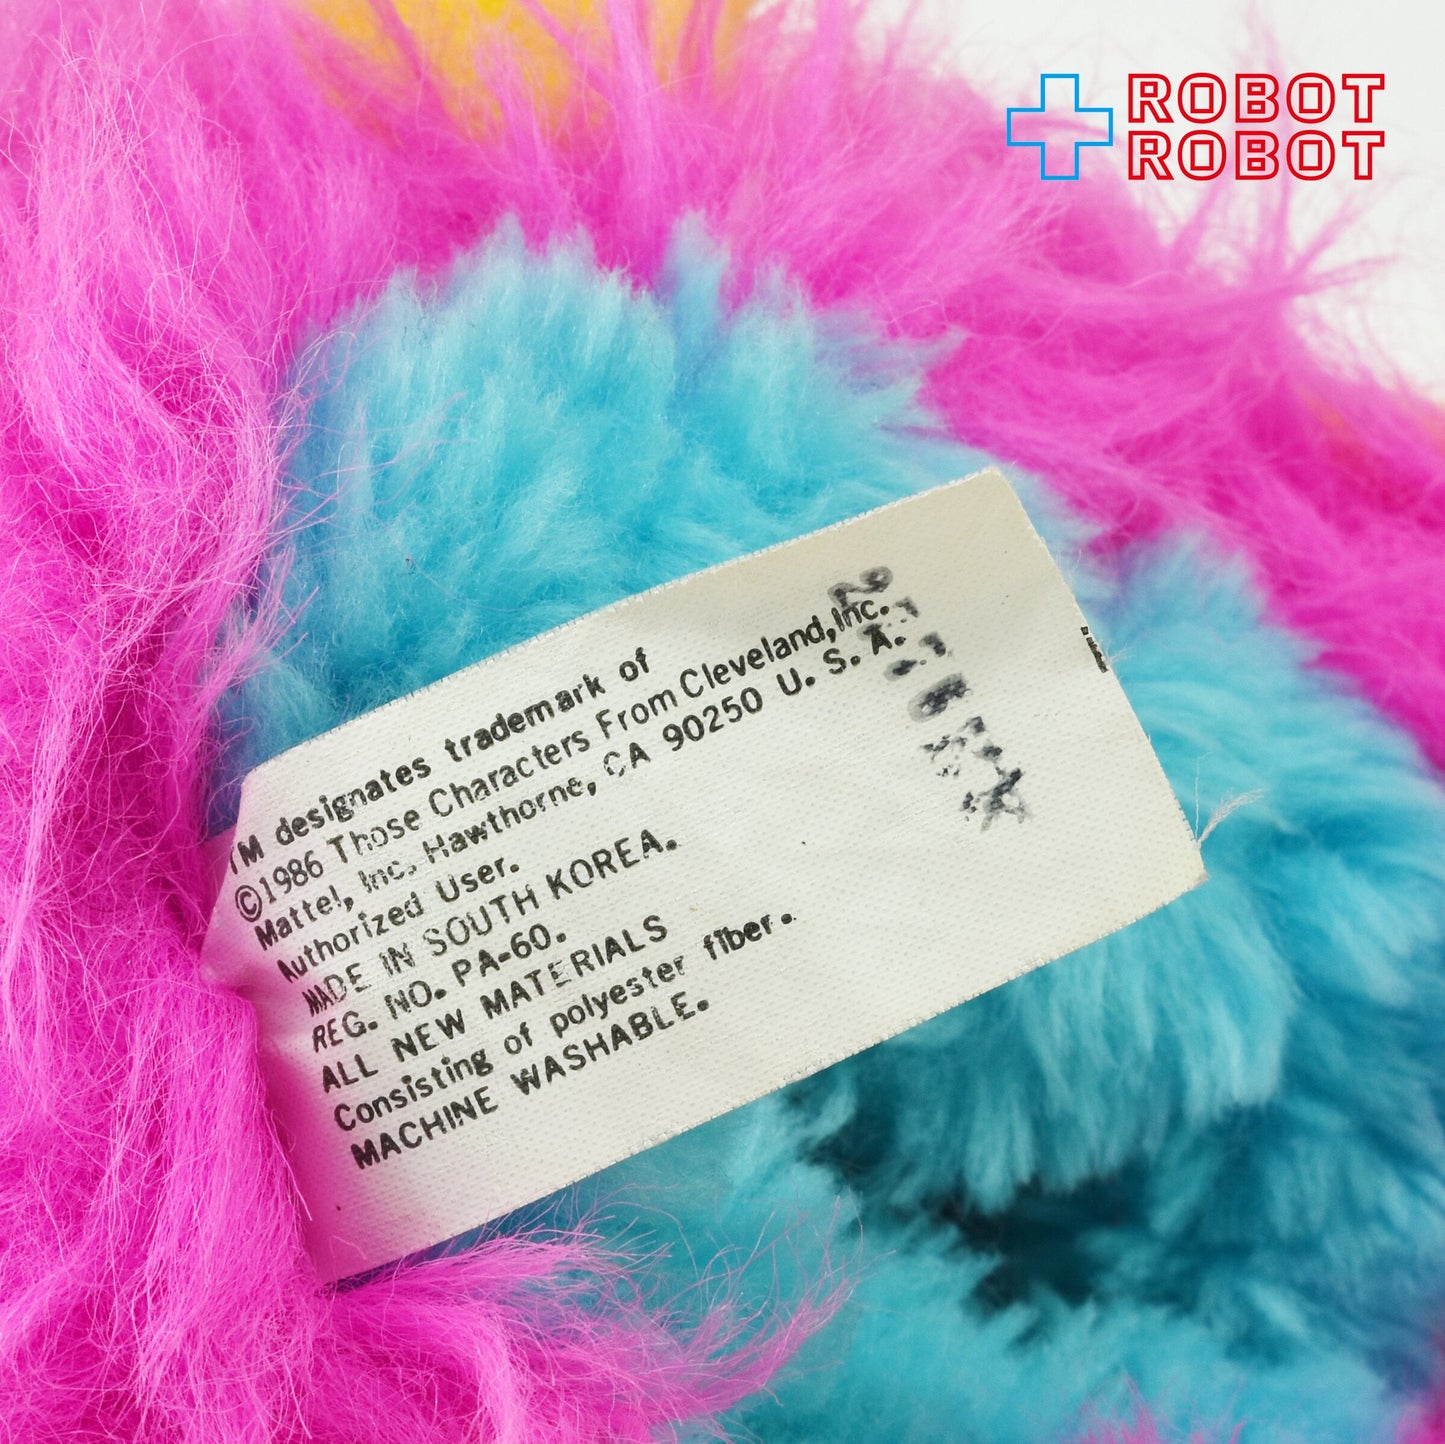 ROBOT
ROBOT
TM designates trademark of
©1986 Those Characters From Cleveland, Inc.
Mattel, Inc. Hawthorne, CA 90250 U. S. A.
Authorized User.
MADE IN SOUTH KOREA.
REG. NO. PA-60.
ALL NEW MATERIALS
Consisting of polyester fiber.
MACHINE WASHABLE.